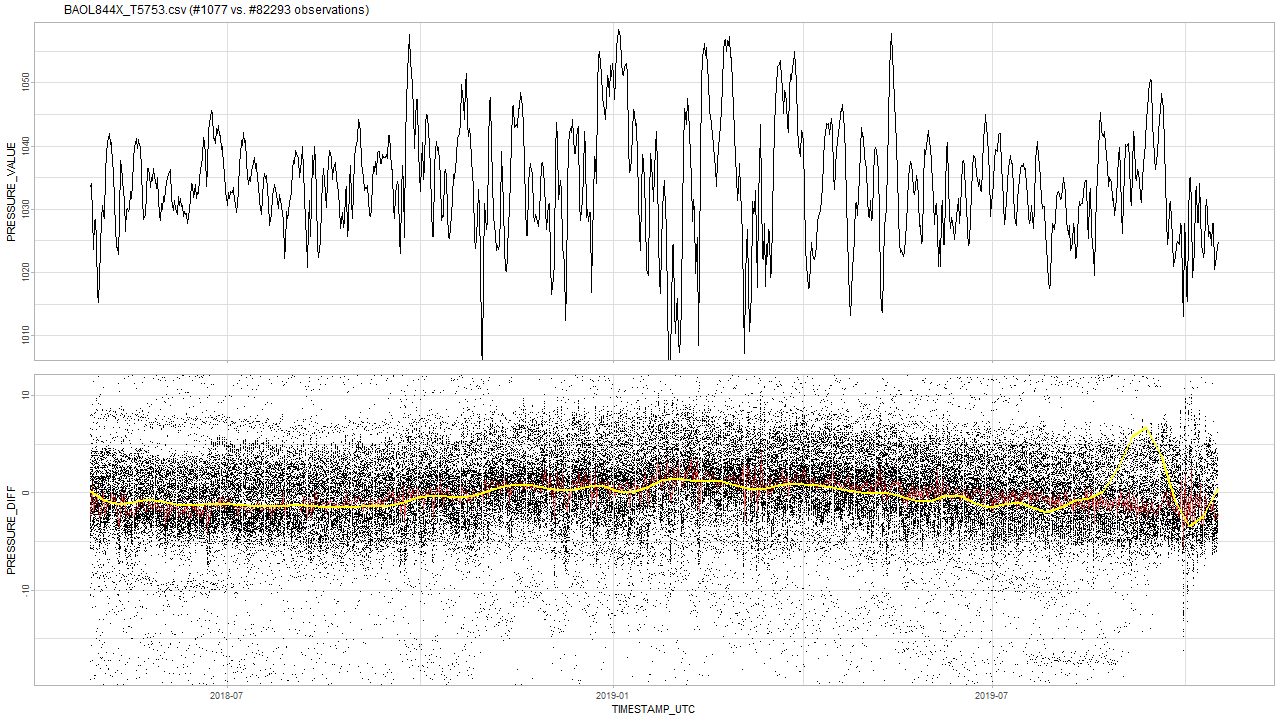 BAOL844X_T5753.csv (#1077 vs. #82293 observations)
PRESSURE_VALUE
1050
1040
1030
1020
1010
PRESSURE_DIFF
10
0
-10
2018-07
2019-01
2019-07
TIMESTAMP_UTC